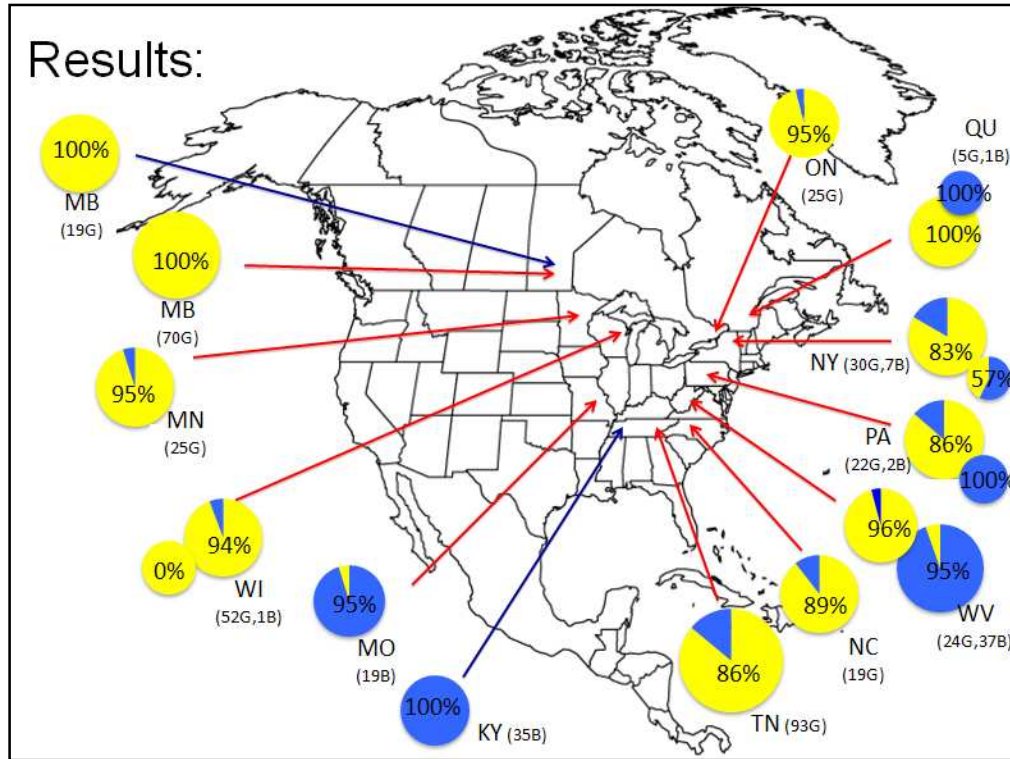 Results:
100%
MB
(19G)
100%
MB
(70G)
95%
MN
(25G)
94%
0%
WI
(52G,1B)
95%
MO
(19B)
100%
KY (35B)
95%
ON
(25G)
QU
(5G,1B)
100%
100%
NY (30G,7B)
83%
57%
PA
(22G,2B)
86%
100%
96%
95%
WV
(24G,37B)
89%
NC
(19G)
86%
TN (93G)